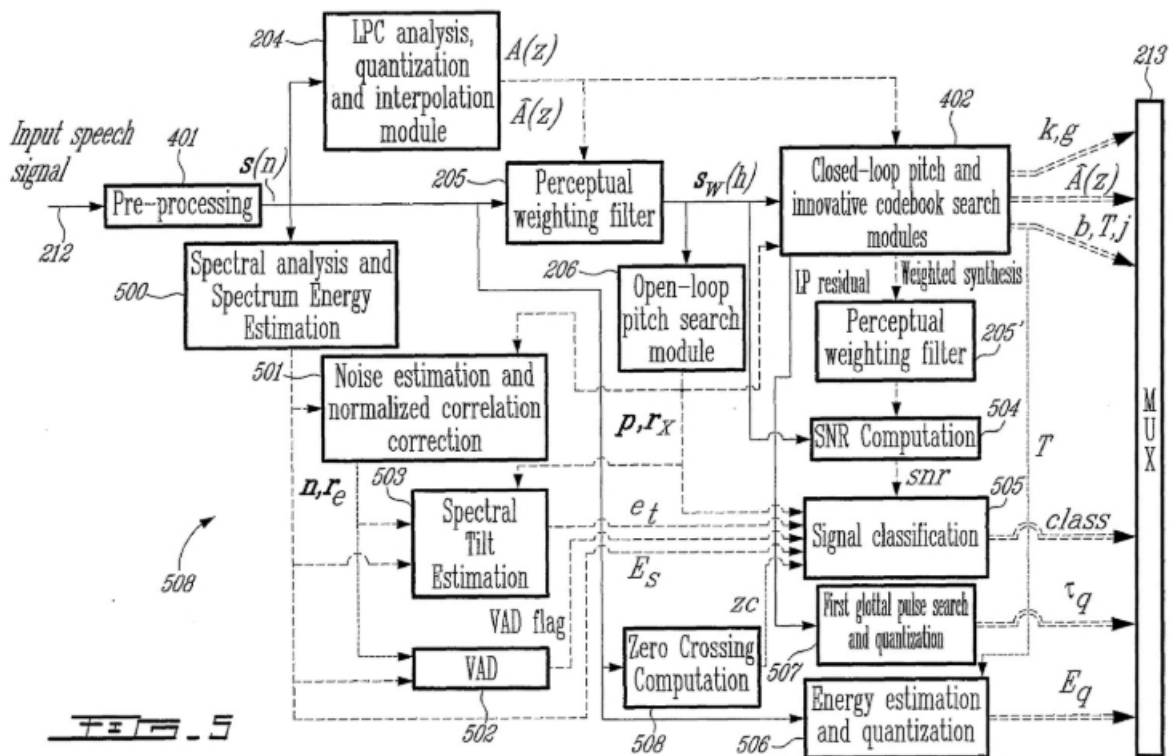 204
LPC analysis,
quantization
and interpolation
module
A(z)
Â(z)
213
Input speech
signal
401
s(n)
Pre-processing
212
205
Perceptual
weighting filter
s_w(h)
402
Closed-loop pitch and
innovative codebook search
modules
k,g
Â(z)
b,T,j
500
Spectral analysis and
Spectrum Energy
Estimation
206
Open-loop
pitch search
module
LP residual
Weighted synthesis
Perceptual
weighting filter
205'
501
Noise estimation and
normalized correlation
correction
p,r_x
SNR Computation
504
snr
T
MUX
n,r_e
503
Spectral
Tilt
Estimation
e_t
E_s
505
Signal classification
class
508
VAD flag
zc
First glottal pulse search
and quantization
507
τ_q
VAD
502
Zero Crossing
Computation
508
Energy estimation
and quantization
506
E_q
FIG. 5